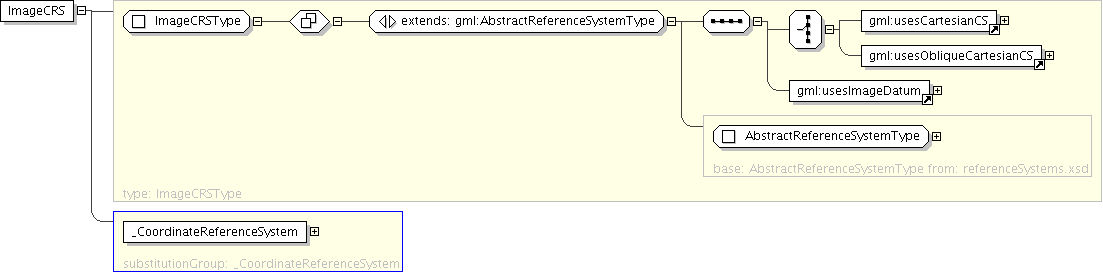 ImageCRS
ImageCRSType
extends: gml:AbstractReferenceSystemType
gml:usesCartesianCS
gml:usesObliqueCartesianCS
gml:usesImageDatum
AbstractReferenceSystemType
base: AbstractReferenceSystemType from: referenceSystems.xsd
type: ImageCRSType
_CoordinateReferenceSystem
substitutionGroup: _CoordinateReferenceSystem